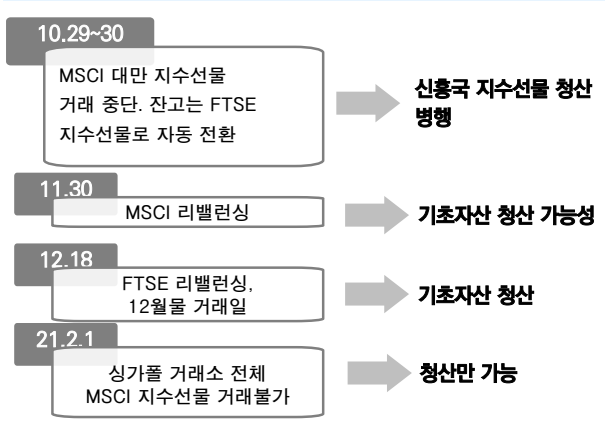 10.29~30
MSCI 대만 지수선물
거래 중단. 잔고는 FTSE
지수선물로 자동 전환
신흥국 지수선물 청산
병행
11.30
MSCI 리밸런싱
기초자산 청산 가능성
12.18
FTSE 리밸런싱,
12월물 거래일
기초자산 청산
21.2.1
싱가폴 거래소 전체
MSCI 지수선물 거래불가
청산만 가능